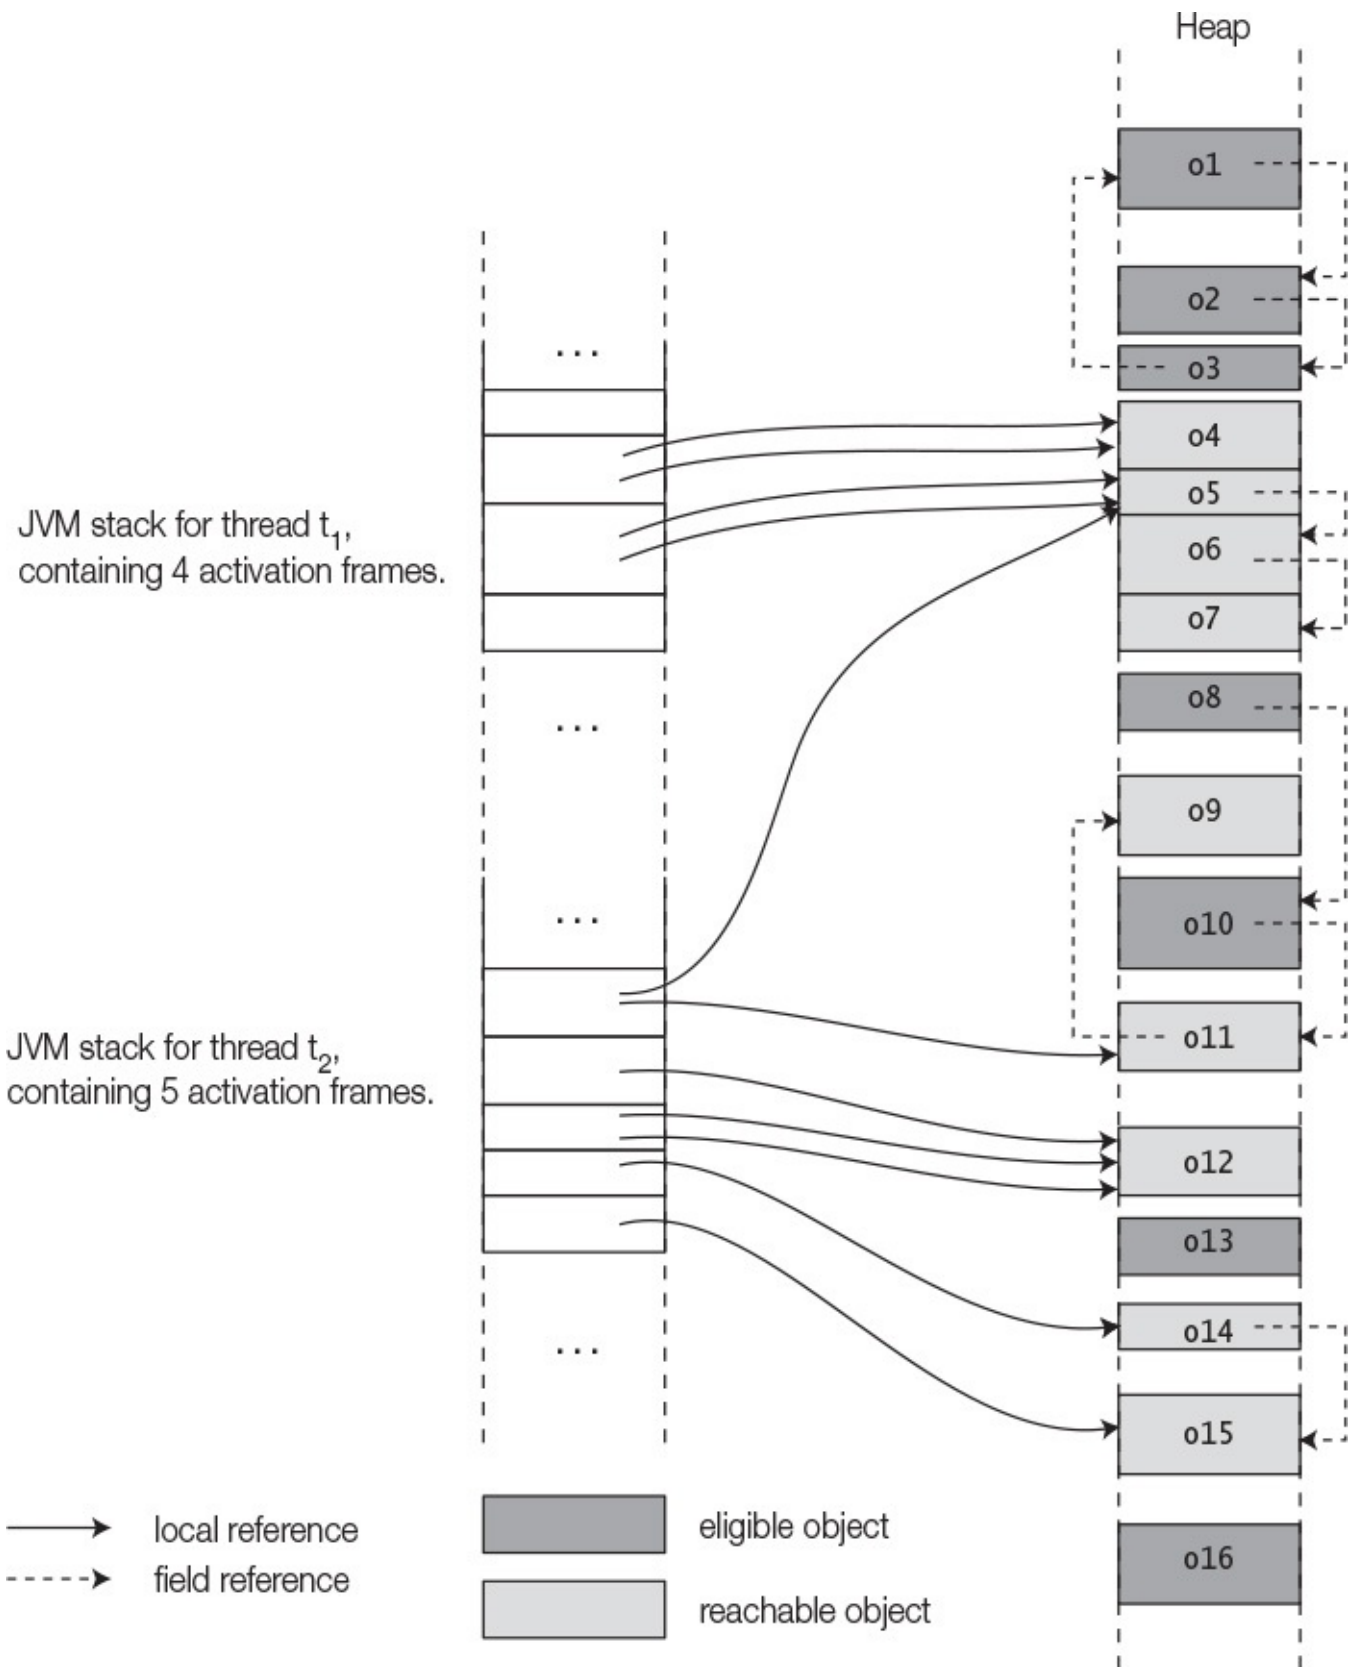 Heap
o1
o2
...
o3
o4
o5
JVM stack for thread t1,
containing 4 activation frames.
o6
o7
o8
...
o9
...
o10
JVM stack for thread t2,
containing 5 activation frames.
o11
o12
o13
o14
...
o15
local reference
eligible object
field reference
o16
reachable object